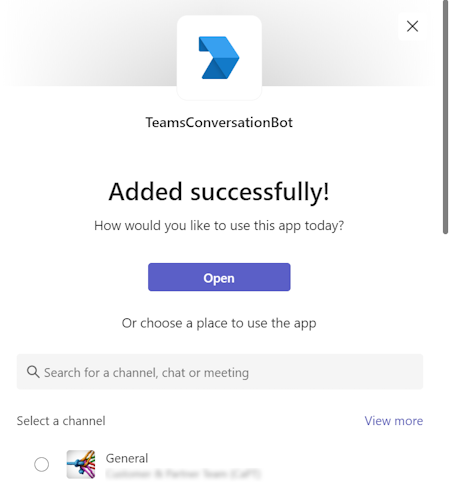 TeamsConversationBot
Added successfully!
How would you like to use this app today?
Open
Or choose a place to use the app
Search for a channel, chat or meeting
Select a channel
View more
General